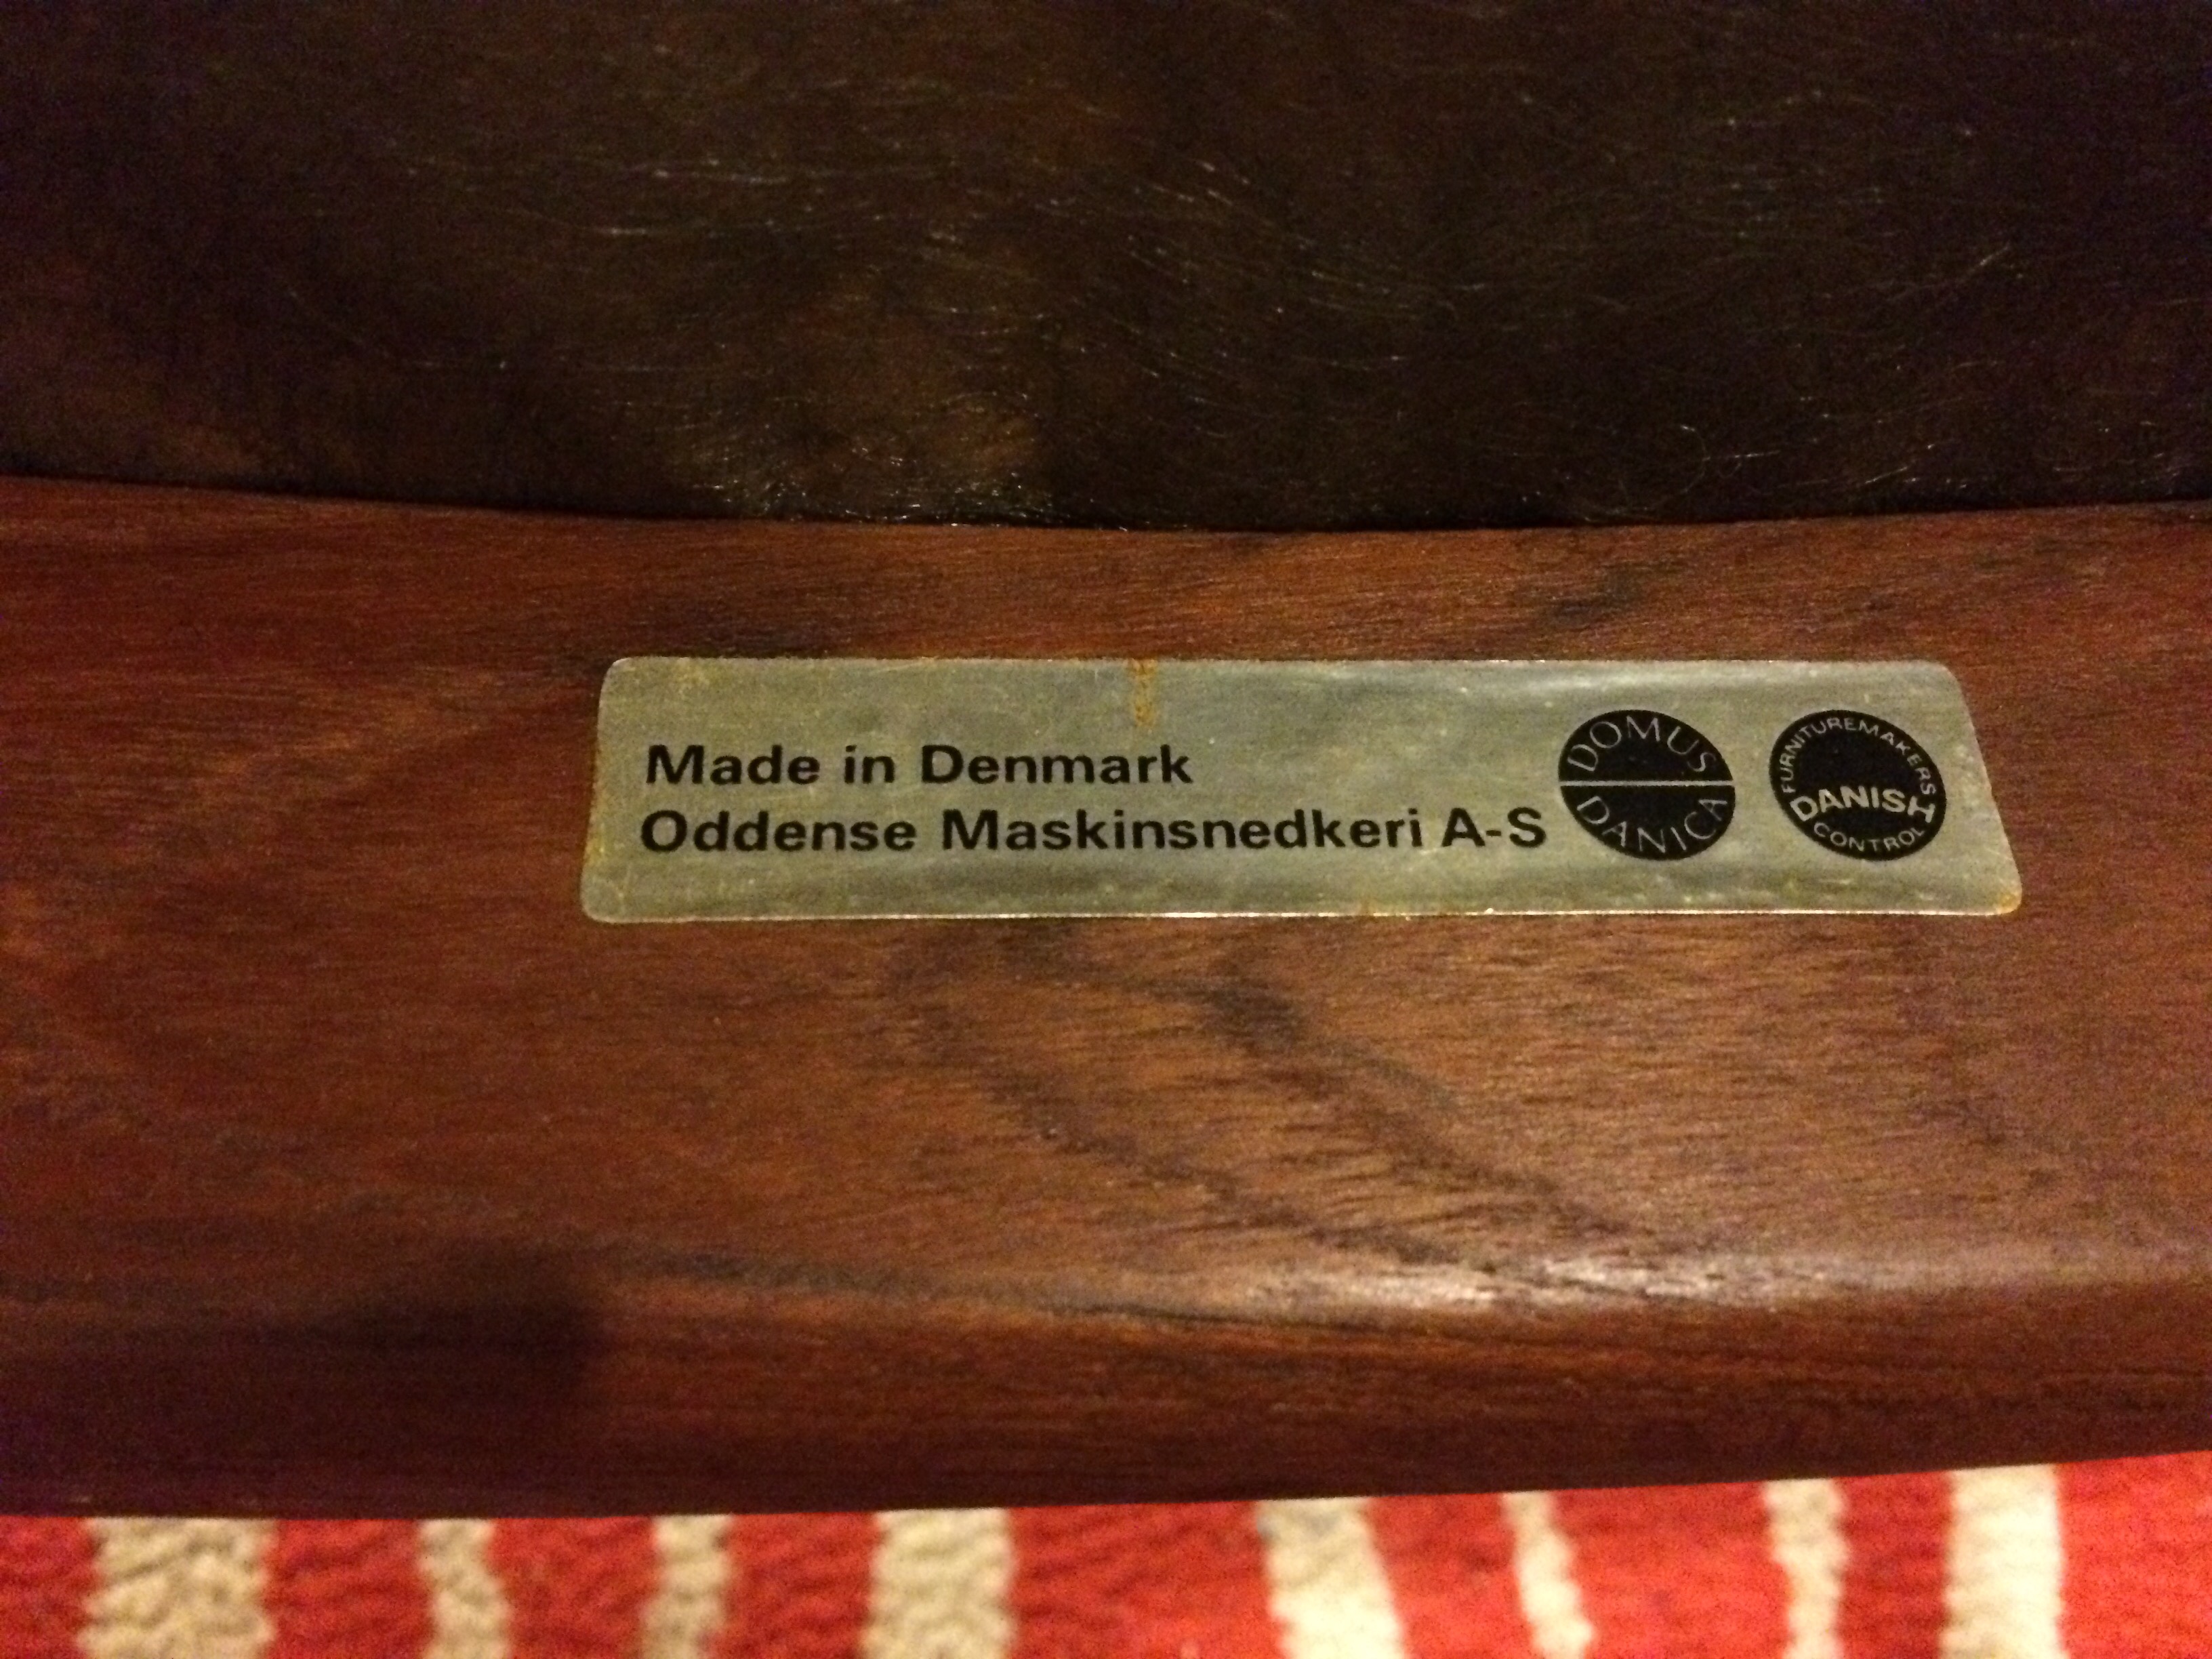 Made in Denmark
Oddense Maskinsnedkeri A-S
DOMUS
DANICA
FURNITUREMAKERS
DANISH
CONTROL